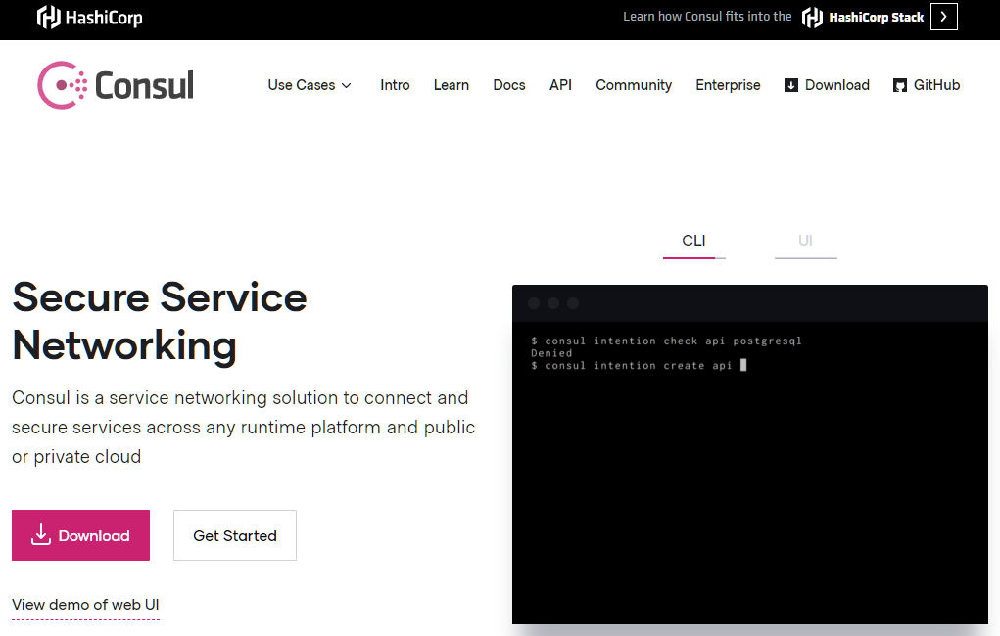 HashiCorp
Learn how Consul fits into the HashiCorp Stack
Consul
Use Cases Intro Learn Docs API Community Enterprise Download GitHub
CLI UI
Secure Service
Networking
Consul is a service networking solution to connect and
secure services across any runtime platform and public
or private cloud
Download Get Started
View demo of web UI
$ consul intention check api postgresql
Denied
$ consul intention create api